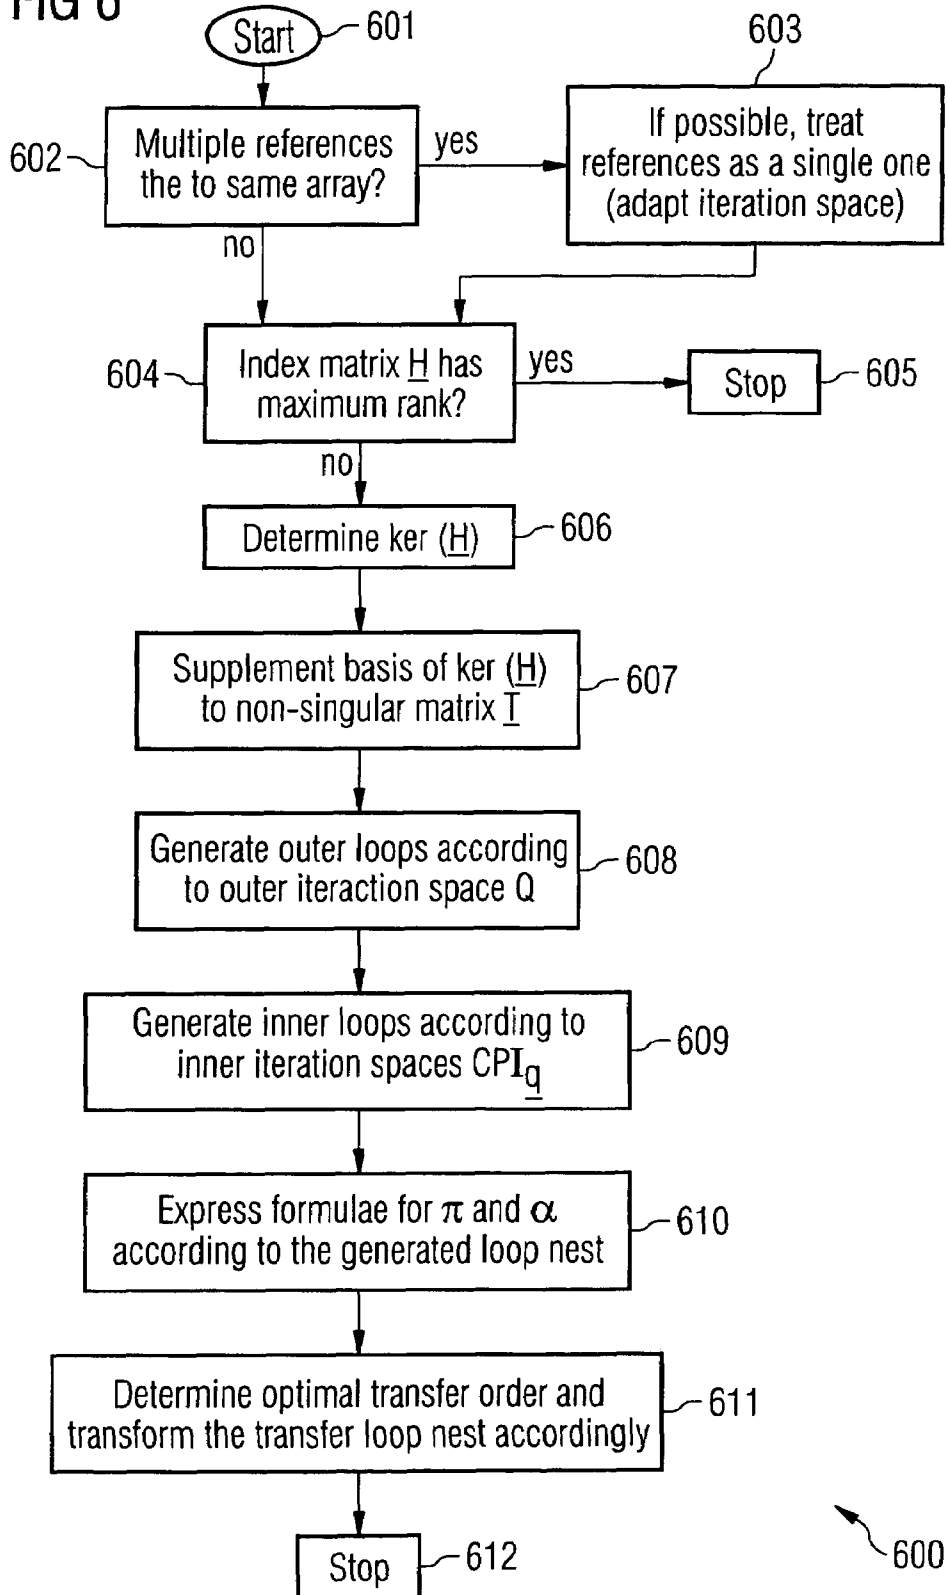 FIG 6
Start
601
603
602
Multiple references
the to same array?
yes
If possible, treat
references as a single one
(adapt iteration space)
no
604
Index matrix H has
maximum rank?
yes
Stop
605
no
Determine ker (H)
606
Supplement basis of ker (H)
to non-singular matrix T
607
Generate outer loops according
to outer iteraction space Q
608
Generate inner loops according to
inner iteration spaces CPIq
609
Express formulae for π and α
according to the generated loop nest
610
Determine optimal transfer order and
transform the transfer loop nest accordingly
611
Stop
612
600